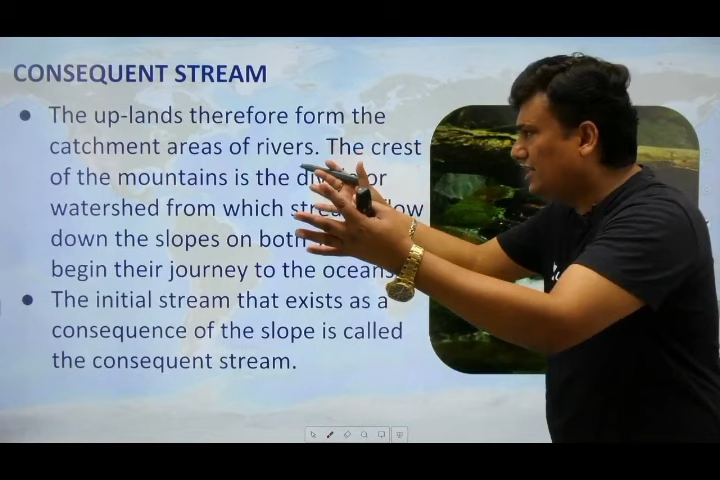 CONSEQUENT STREAM
● The up-lands therefore form the
catchment areas of rivers. The crest
of the mountains is the or
watershed from which
down the slopes on both
begin their journey to the oceans
● The initial stream that exists as a
consequence of the slope is called
the consequent stream.